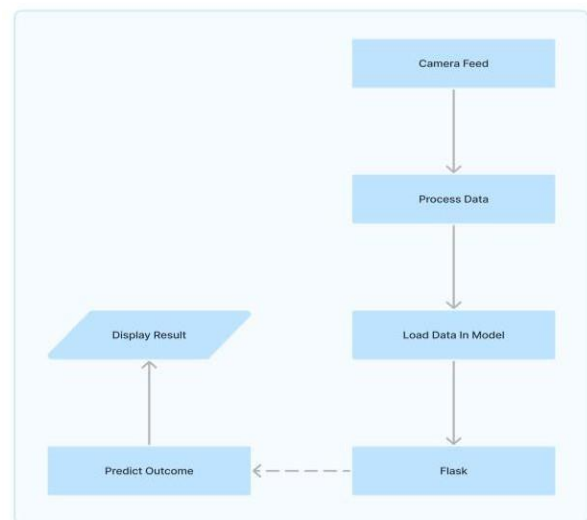 Camera Feed
Process Data
Load Data In Model
Flask
Predict Outcome
Display Result